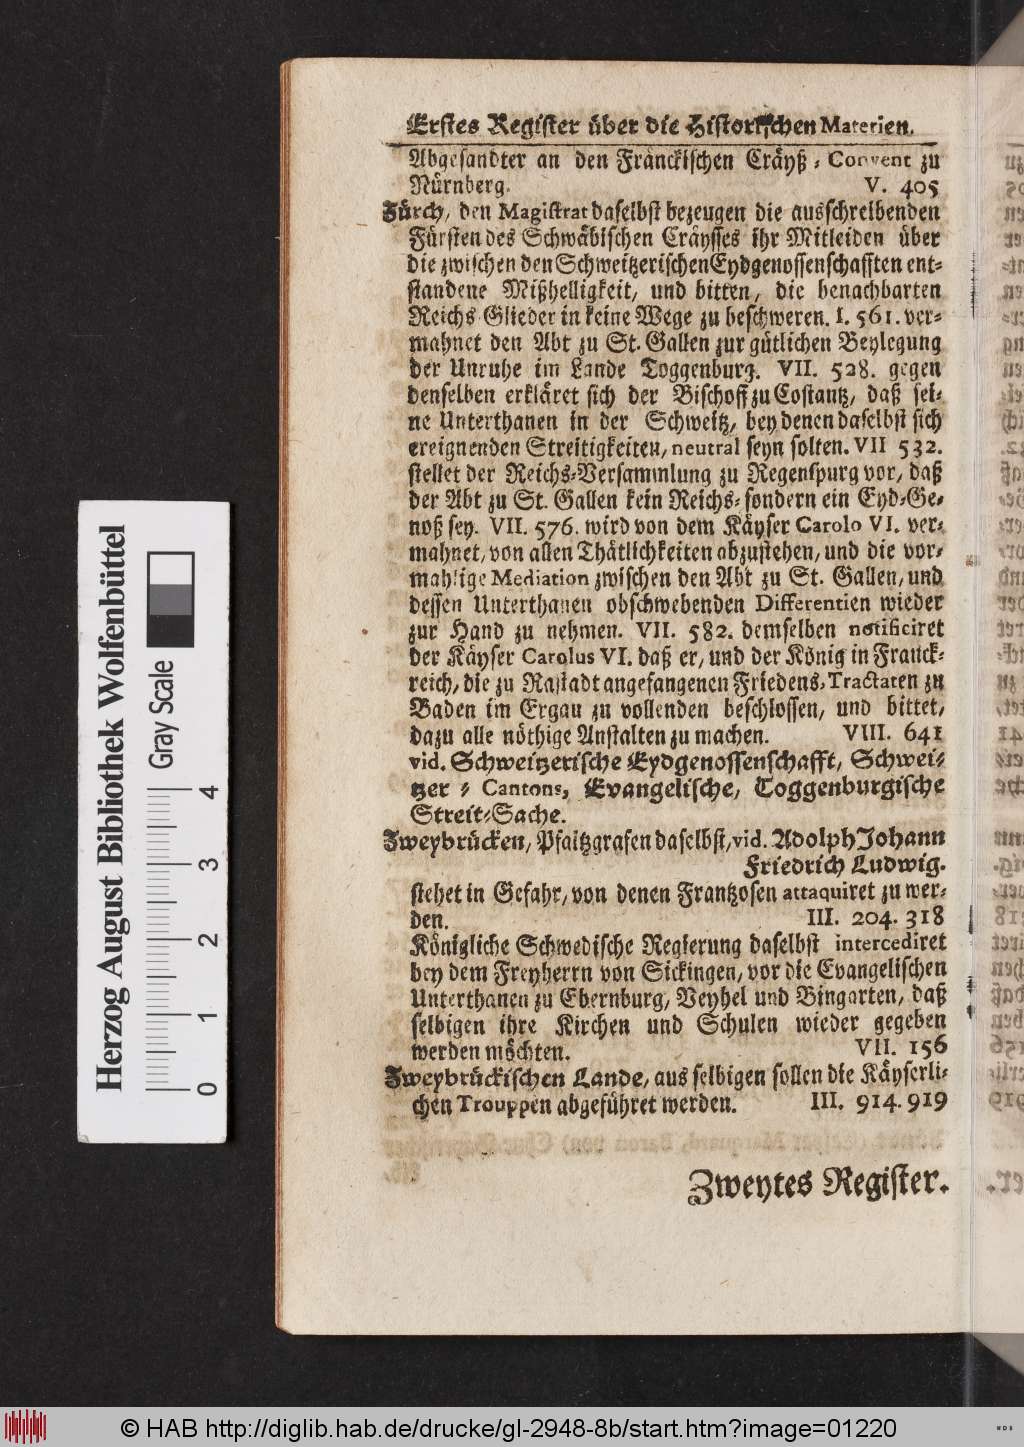 Erstes Register über die Historischen Materien.
Abgesandter an den Fränckischen Cräyß-Convent zu
Nürnberg. V. 405
Zürch, den Magistrat daselbst bezeugen die ausschreibenden
Fürsten des Schwäbischen Cräysses ihr Mitleiden über
die zwischen den Schweitzerischen Eydgenossenschafften ent-
standene Mißhelligkeit, und bitten, die benachbarten
Reichs Glieder in keine Wege zu beschweren. I. 561. ver-
mahnet den Abt zu St. Gallen zur gütlichen Beylegung
der Unruhe im Lande Toggenburg. VII. 528. gegen
denselben erkläret sich der Bischoff zu Costantz, daß sei-
ne Unterthanen in der Schweitz, bey denen daselbst sich
ereignenden Streitigkeiten, neutral seyn solten. VII 532.
stellet der Reichs-Versammlung zu Regenspurg vor, daß
der Abt zu St. Gallen kein Reichs- sondern ein Eyd-Ge-
noß sey. VII. 576. wird von dem Käyser Carolo VI. ver-
mahnet, von allen Thätlichkeiten abzustehen, und die vor-
mahlige Mediation zwischen den Abt zu St. Gallen, und
dessen Unterthanen obschwebenden Differentien wieder
zur Hand zu nehmen. VII. 582. demselben notificiret
der Käyser Carolus VI. daß er, und der König in Franck-
reich, die zu Rastadt angefangenen Friedens-Tractaten zu
Baden im Ergau zu vollenden beschlossen, und bittet,
dazu alle nöthige Anstalten zu machen. VIII. 641
vid. Schweitzerische Eydgenossenschafft, Schwei-
tzer-Cantons, Evangelische, Toggenburgische
Streit-Sache.
Zweybrücken, Pfaltzgrafen daselbst, vid. Adolph Johann
Friedrich Ludwig.
stehet in Gefahr, von denen Frantzosen attaquiret zu wer-
den. III. 204. 318
Königliche Schwedische Regierung daselbst intercediret
bey dem Freyherrn von Sickingen, vor die Evangelischen
Unterthanen zu Ebernburg, Veyhel und Bingarten, daß
selbigen ihre Kirchen und Schulen wieder gegeben
werden möchten. VII. 156
Zweybrückischen Lande, aus selbigen sollen die Käyserli-
chen Trouppen abgeführet werden. III. 914. 919
Zweytes Register.
Herzog August Bibliothek Wolfenbüttel
Gray Scale
0 1 2 3 4
© HAB http://diglib.hab.de/drucke/gl-2948-8b/start.htm?image=01220